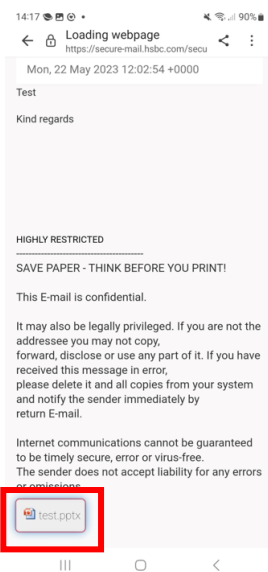 14:17 90%
Loading webpage
https://secure-mail.hsbc.com/secu
Mon, 22 May 2023 12:02:54 +0000
Test
Kind regards
HIGHLY RESTRICTED
-----------------------------------------
SAVE PAPER - THINK BEFORE YOU PRINT!
This E-mail is confidential.
It may also be legally privileged. If you are not the
addressee you may not copy,
forward, disclose or use any part of it. If you have
received this message in error,
please delete it and all copies from your system
and notify the sender immediately by
return E-mail.
Internet communications cannot be guaranteed
to be timely secure, error or virus-free.
The sender does not accept liability for any errors
or omissions
test.pptx